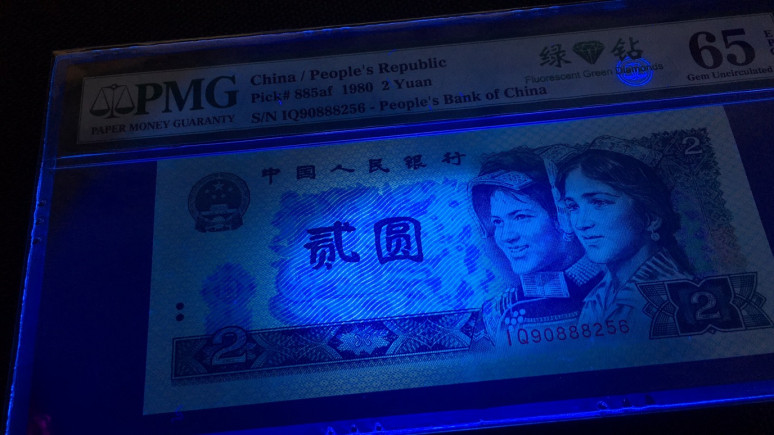 PMG
PAPER MONEY GUARANTY
China / People's Republic
Pick# 885af 1980 2 Yuan
S/N IQ90888256 - People's Bank of China
绿 钻
Fluorescent Green Diamonds
65
Gem Uncirculated
中国人民银行
贰圆
2
2
2
IQ90888256